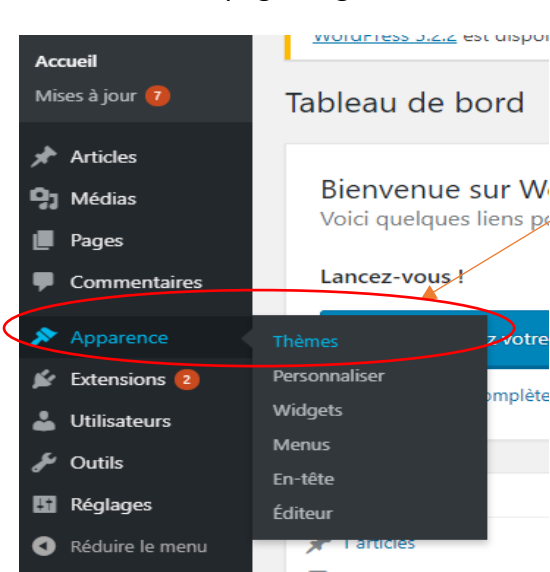 WordPress 5.2.2 est
Accueil
Mises à jour 7
Tableau de bord
Articles
Médias
Pages
Commentaires
Apparence
Extensions 2
Utilisateurs
Outils
Réglages
Réduire le menu
Thèmes
Personnaliser
Widgets
Menus
En-tête
Éditeur
Bienvenue sur
Voici quelques liens
Lancez-vous !
votre
1 articles